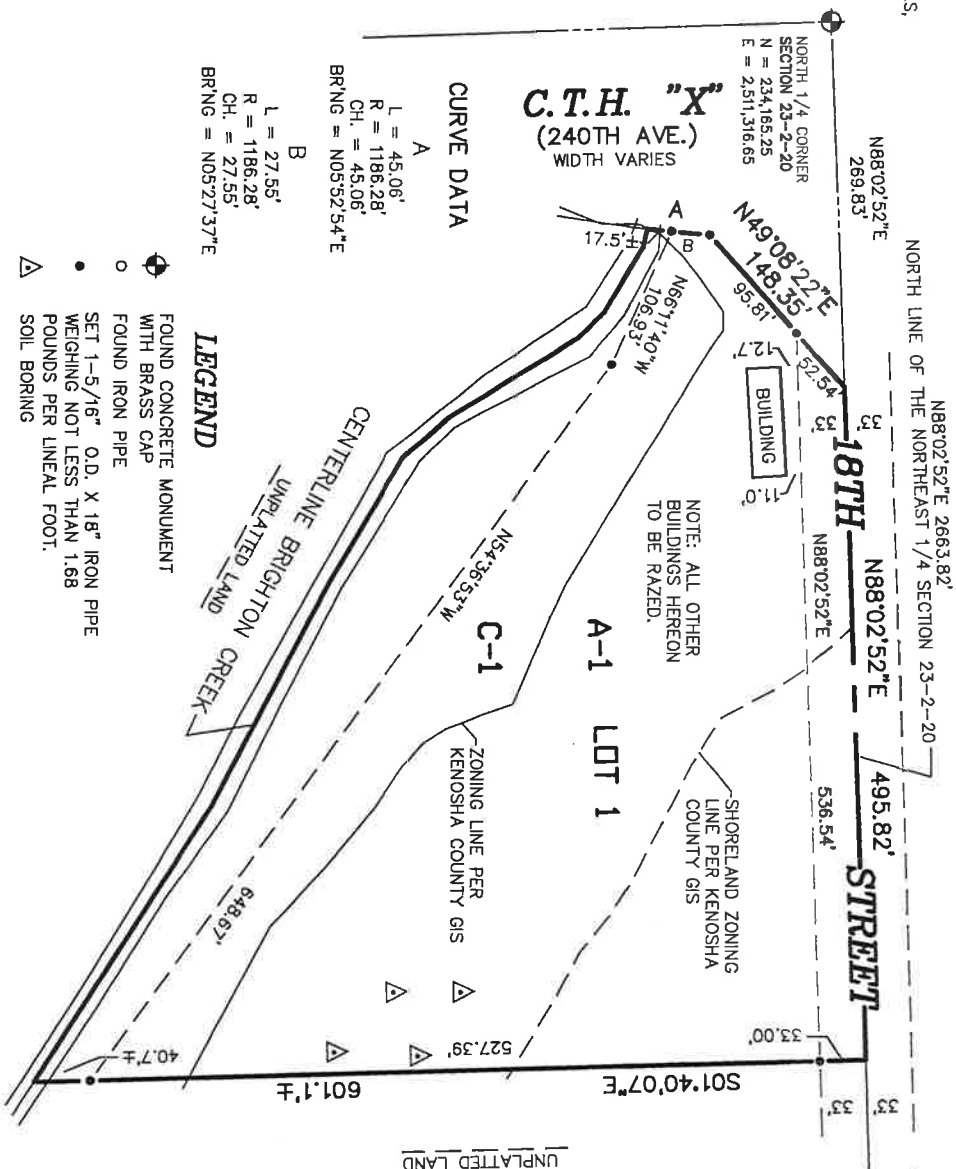 S,
N88°02'52"E 2663.82'
NORTH LINE OF THE NORTHEAST 1/4 SECTION 23-2-20
N88°02'52"E
269.83'
NORTH 1/4 CORNER
SECTION 23-2-20
N = 234,165.25
E = 2,511,316.65
C.T.H. "X"
(240TH AVE.)
WIDTH VARIES
18TH STREET
N88°02'52"E 495.82'
33'
33'
33'
33'
33.00'
N49°08'22"E
148.35'
95.81'
52.54
12.7'
BUILDING
11.0'
N88°02'52"E
536.54'
A
B
17.5'±
N66°11'40"W
106.93'
NOTE: ALL OTHER
BUILDINGS HEREON
TO BE RAZED.
A-1 LOT 1
C-1
SHORELAND ZONING
LINE PER KENOSHA
COUNTY GIS
ZONING LINE PER
KENOSHA COUNTY GIS
N54°36'53"W
648.67'
S01°40'07"E
527.39'
601.1'±
40.7'±
UNPLATTED LAND
CENTERLINE BRIGHTON CREEK
UNPLATTED LAND
CURVE DATA
A
L = 45.06'
R = 1186.28'
CH. = 45.06'
BR'NG = N05°52'54"E
B
L = 27.55'
R = 1186.28'
CH. = 27.55'
BR'NG = N05°27'37"E
LEGEND
FOUND CONCRETE MONUMENT
WITH BRASS CAP
FOUND IRON PIPE
SET 1-5/16" O.D. X 18" IRON PIPE
WEIGHING NOT LESS THAN 1.68
POUNDS PER LINEAL FOOT.
SOIL BORING